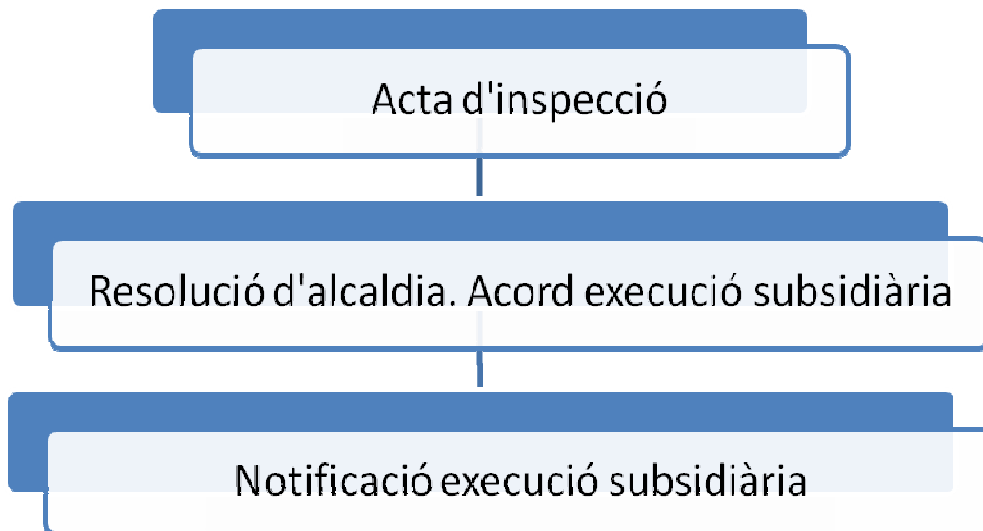 Acta d'inspecció
Resolució d'alcaldia. Acord execució subsidiària
Notificació execució subsidiària